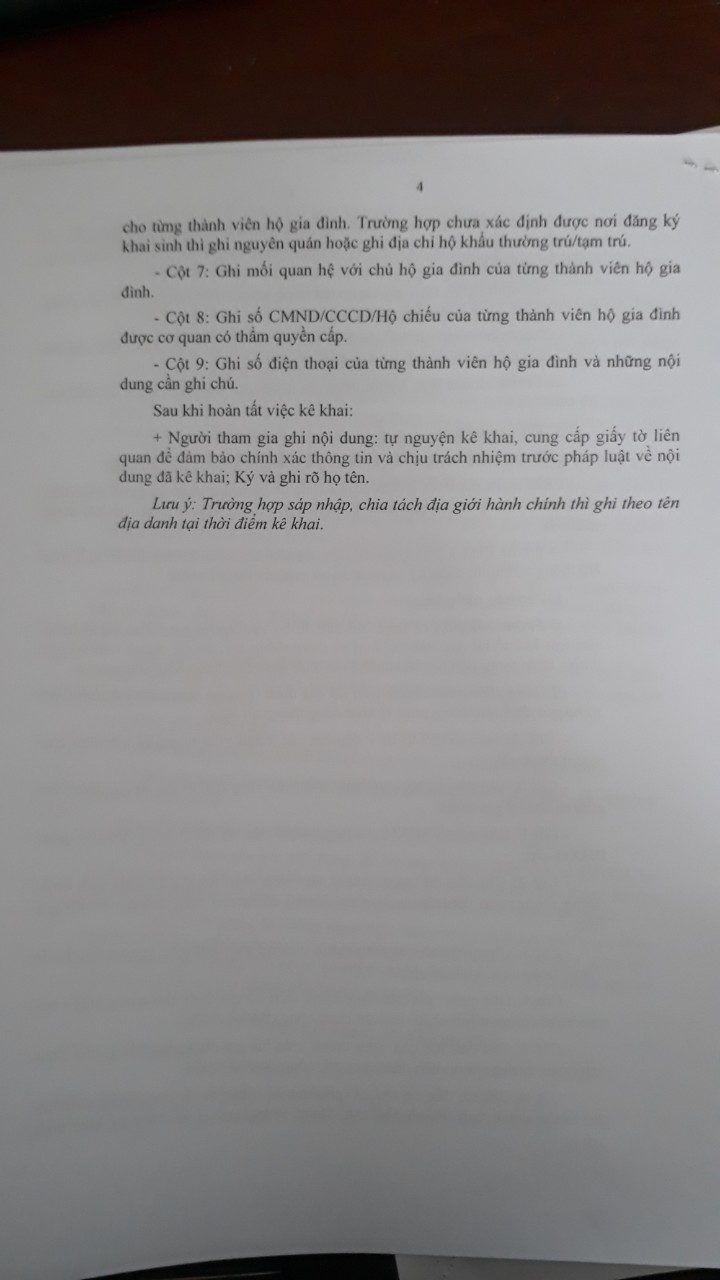 4
cho từng thành viên hộ gia đình. Trường hợp chưa xác định được nơi đăng ký
khai sinh thì ghi nguyên quán hoặc ghi địa chỉ hộ khẩu thường trú/tạm trú.
- Cột 7: Ghi mối quan hệ với chủ hộ gia đình của từng thành viên hộ gia
đình.
- Cột 8: Ghi số CMND/CCCD/Hộ chiếu của từng thành viên hộ gia đình
được cơ quan có thẩm quyền cấp.
- Cột 9: Ghi số điện thoại của từng thành viên hộ gia đình và những nội
dung cần ghi chú.
Sau khi hoàn tất việc kê khai:
+ Người tham gia ghi nội dung: tự nguyện kê khai, cung cấp giấy tờ liên
quan để đảm bảo chính xác thông tin và chịu trách nhiệm trước pháp luật về nội
dung đã kê khai; Ký và ghi rõ họ tên.
Lưu ý: Trường hợp sáp nhập, chia tách địa giới hành chính thì ghi theo tên
địa danh tại thời điểm kê khai.